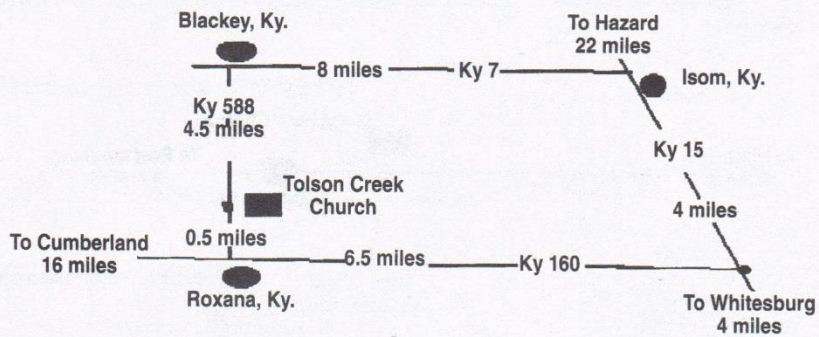 Blackey, Ky.
To Hazard
22 miles
8 miles
Ky 7
Isom, Ky.
Ky 588
4.5 miles
Ky 15
Tolson Creek
Church
4 miles
To Cumberland
16 miles
0.5 miles
6.5 miles
Ky 160
Roxana, Ky.
To Whitesburg
4 miles